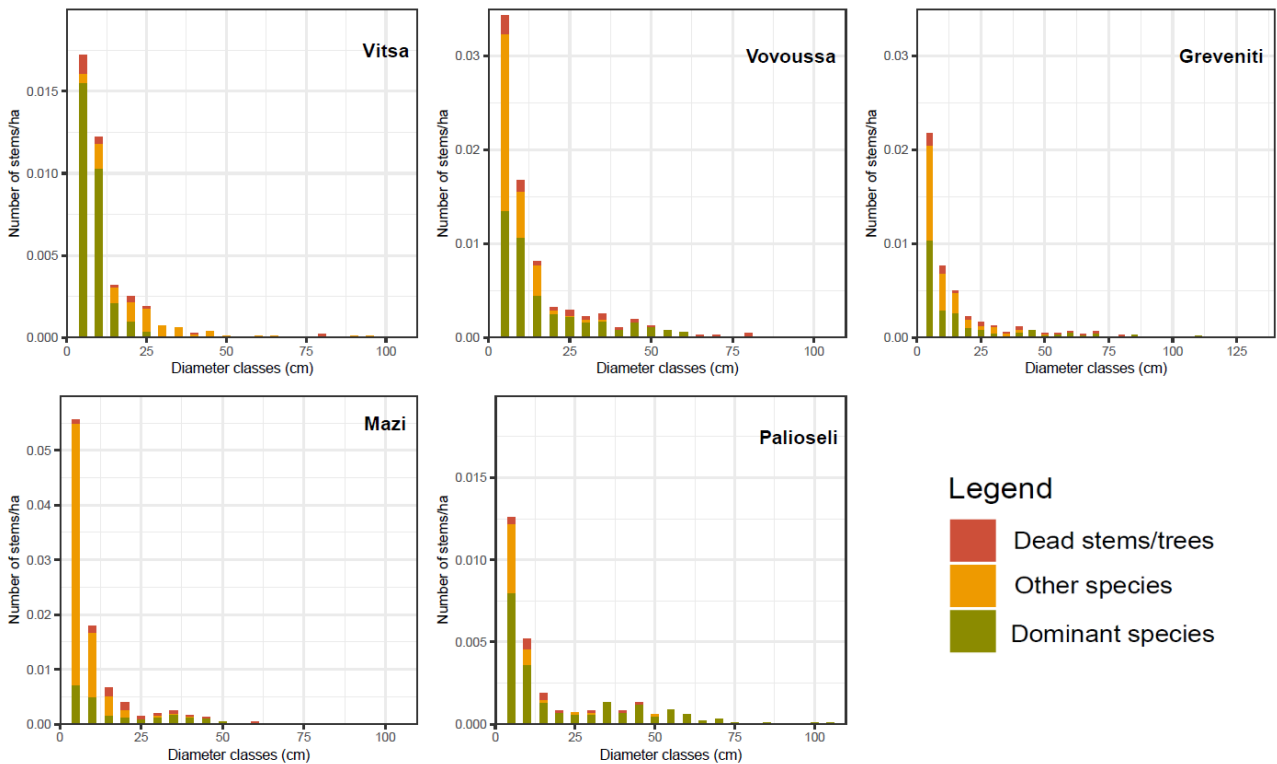 Vitsa
Number of stems/ha
0.015
0.010
0.005
0.000
0 25 50 75 100
Diameter classes (cm)
Vovoussa
Number of stems/ha
0.03
0.02
0.01
0.00
0 25 50 75 100
Diameter classes (cm)
Greveniti
Number of stems/ha
0.03
0.02
0.01
0.00
0 25 50 75 100 125
Diameter classes (cm)
Mazi
Number of stems/ha
0.05
0.04
0.03
0.02
0.01
0.00
0 25 50 75 100
Diameter classes (cm)
Palioseli
Number of stems/ha
0.015
0.010
0.005
0.000
0 25 50 75 100
Diameter classes (cm)
Legend
Dead stems/trees
Other species
Dominant species